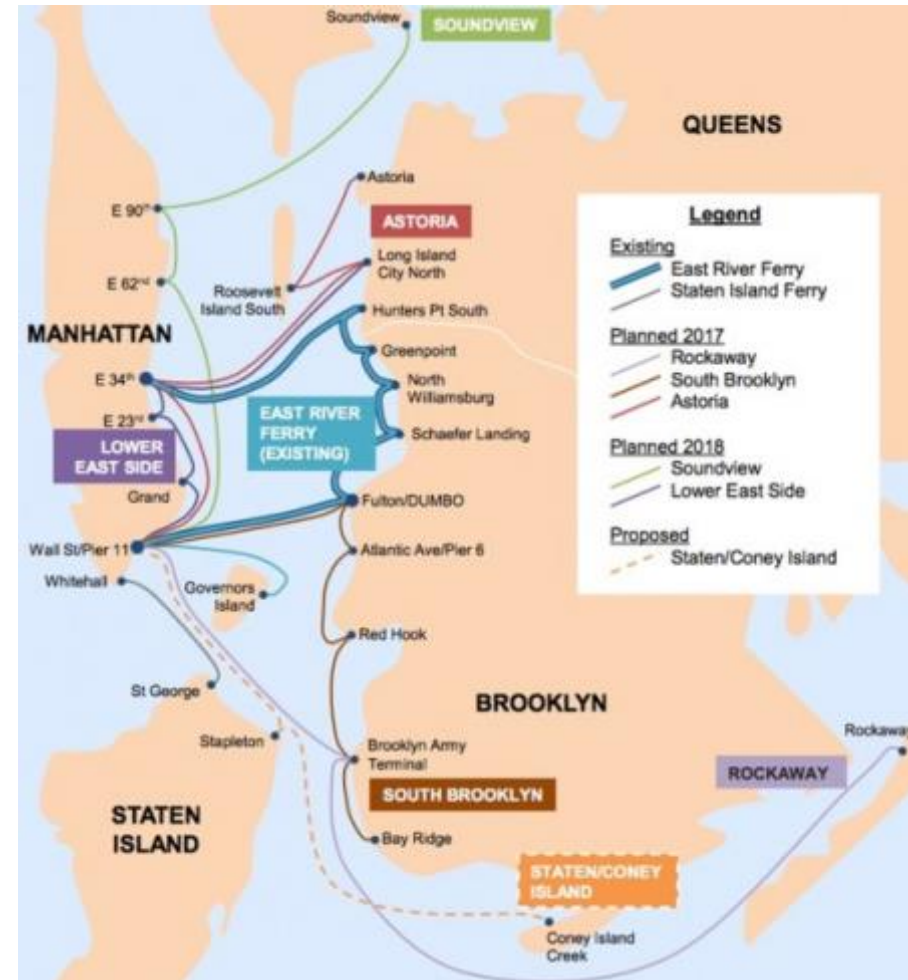 Soundview
SOUNDVIEW
QUEENS
Astoria
E 90th
ASTORIA
Long Island
City North
E 62nd
Roosevelt
Island South
Hunters Pt South
MANHATTAN
Greenpoint
E 34th
North
Williamsburg
E 23rd
EAST RIVER
FERRY
(EXISTING)
Schaefer Landing
LOWER
EAST SIDE
Grand
Fulton/DUMBO
Wall St/Pier 11
Atlantic Ave/Pier 6
Whitehall
Governors
Island
Red Hook
St George
BROOKLYN
Stapleton
Rockaway
Brooklyn Army
Terminal
ROCKAWAY
SOUTH BROOKLYN
STATEN
ISLAND
Bay Ridge
STATEN/CONEY
ISLAND
Coney Island
Creek
Legend
Existing
East River Ferry
Staten Island Ferry
Planned 2017
Rockaway
South Brooklyn
Astoria
Planned 2018
Soundview
Lower East Side
Proposed
Staten/Coney Island